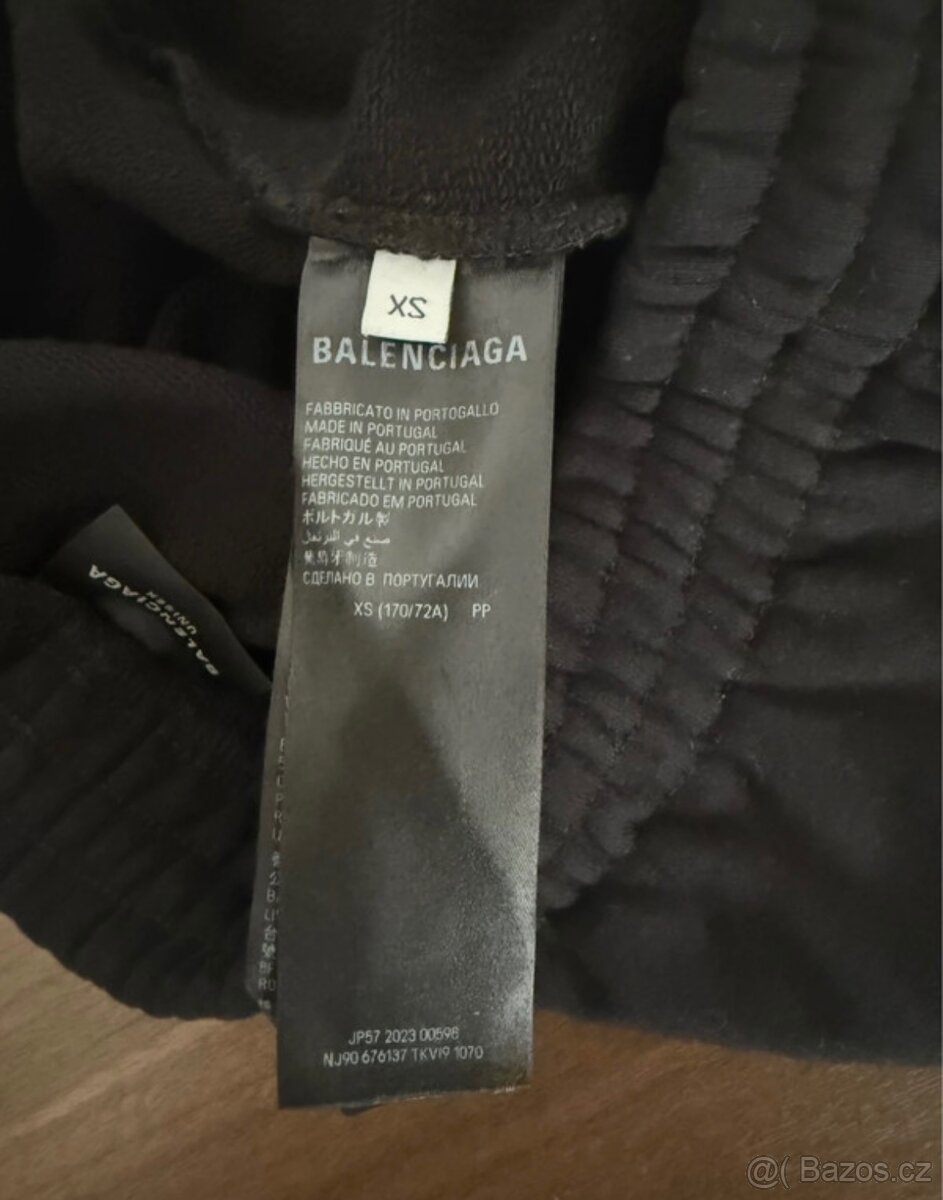 XS
BALENCIAGA
FABBRICATO IN PORTOGALLO
MADE IN PORTUGAL
FABRIQUÉ AU PORTUGAL
HECHO EN PORTUGAL
HERGESTELLT IN PORTUGAL
FABRICADO EM PORTUGAL
ポルトガル製
صنع في البرتغال
葡萄牙制造
СДЕЛАНО В ПОРТУГАЛИИ
XS (170/72A) PP
BALENCIAGA
UNISEX
JP57 2023 00598
NJ90 676137 TKVI9 1070
@( Bazos.cz